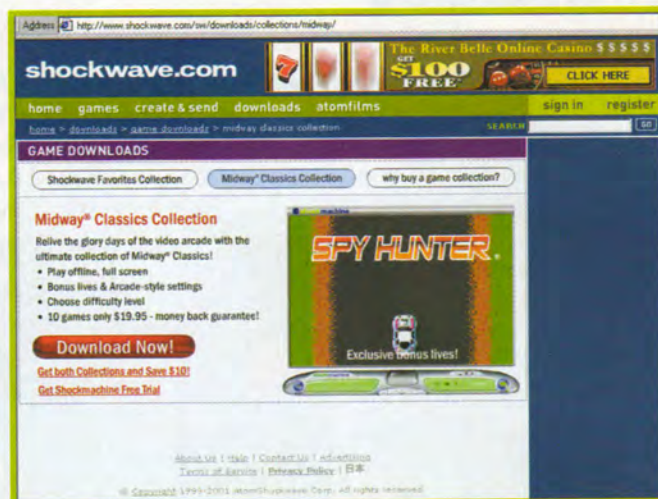 Address http://www.shockwave.com/sw/downloads/collections/midway/
shockwave.com
7
The River Belle Online Casino $ $ $ $ $
GET $100 FREE*
CLICK HERE
home games create & send downloads atomfilms sign in register
home > downloads > game downloads > midway classics collection
SEARCH GO
GAME DOWNLOADS
Shockwave Favorites Collection
Midway® Classics Collection
why buy a game collection?
Midway® Classics Collection
Relive the glory days of the video arcade with the
ultimate collection of Midway® Classics!
• Play offline, full screen
• Bonus lives & Arcade-style settings
• Choose difficulty level
• 10 games only $19.95 - money back guarantee!
Download Now!
Get both Collections and Save $10!
Get Shockmachine Free Trial
machine
SPY HUNTER®
Exclusive bonus lives!
About Us | Help | Contact Us | Advertising
Terms of Service | Privacy Policy | 日本
© Copyright 1999-2001 AtomShockwave Corp. All rights reserved.